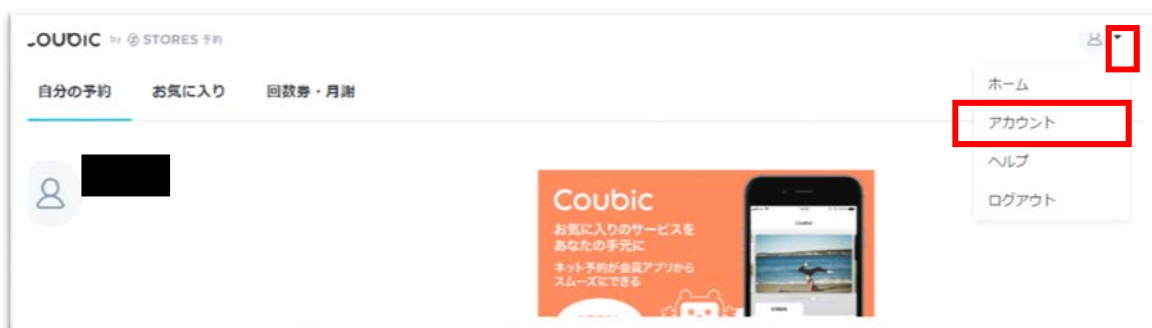 Coubic by STORES 予約
自分の予約 お気に入り 回数券・月謝
ホーム
アカウント
ヘルプ
ログアウト
Coubic
お気に入りのサービスを
あなたの手元に
ネット予約が会員アプリから
スムーズにできる